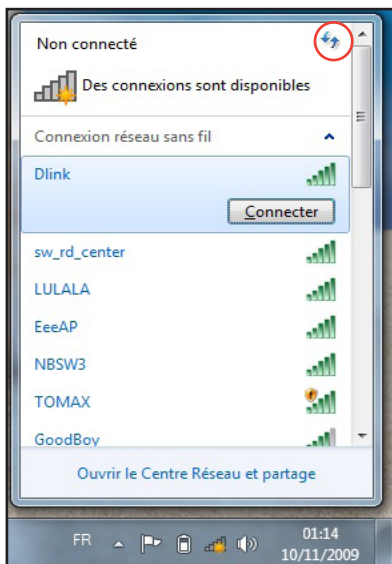 Non connecté
Des connexions sont disponibles
Connexion réseau sans fil
Dlink
Connecter
sw_rd_center
LULALA
EeeAP
NBSW3
TOMAX
GoodBoy
Ouvrir le Centre Réseau et partage
FR
01:14
10/11/2009